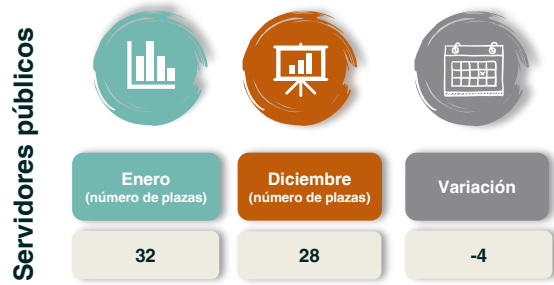 Servidores públicos
Enero
(número de plazas)
Diciembre
(número de plazas)
Variación
32
28
-4